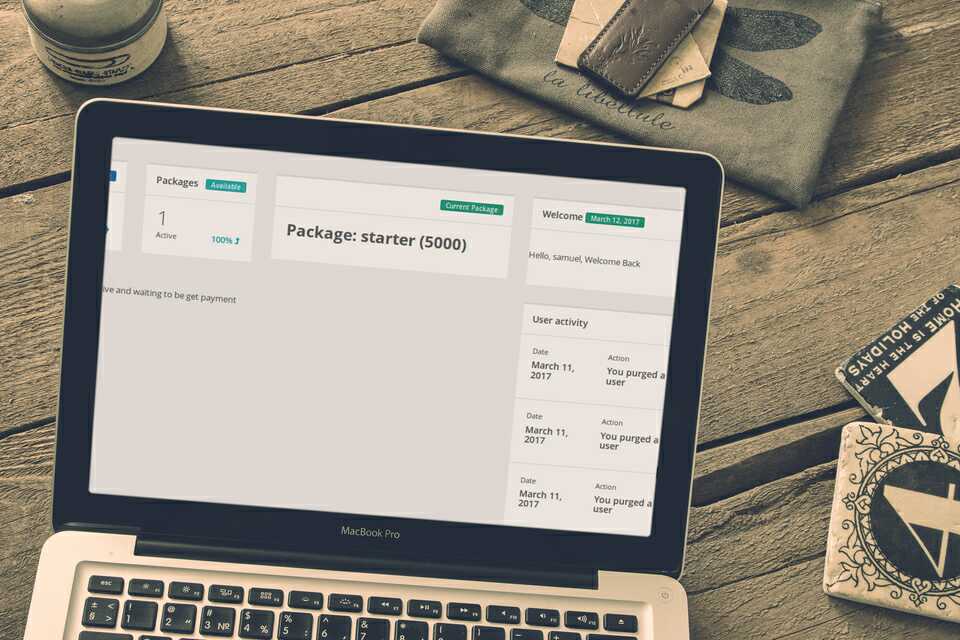 la libellule
HOME IS THE HEART
OF THE HOLIDAYS
Packages Available
1
Active
100%
Current Package
Package: starter (5000)
Welcome March 12, 2017
Hello, samuel, Welcome Back
ive and waiting to be get payment
User activity
Date
Action
March 11,
2017
You purged a
user
Date
Action
March 11,
2017
You purged a
user
Date
Action
March 11,
2017
You purged a
user
MacBook Pro
esc